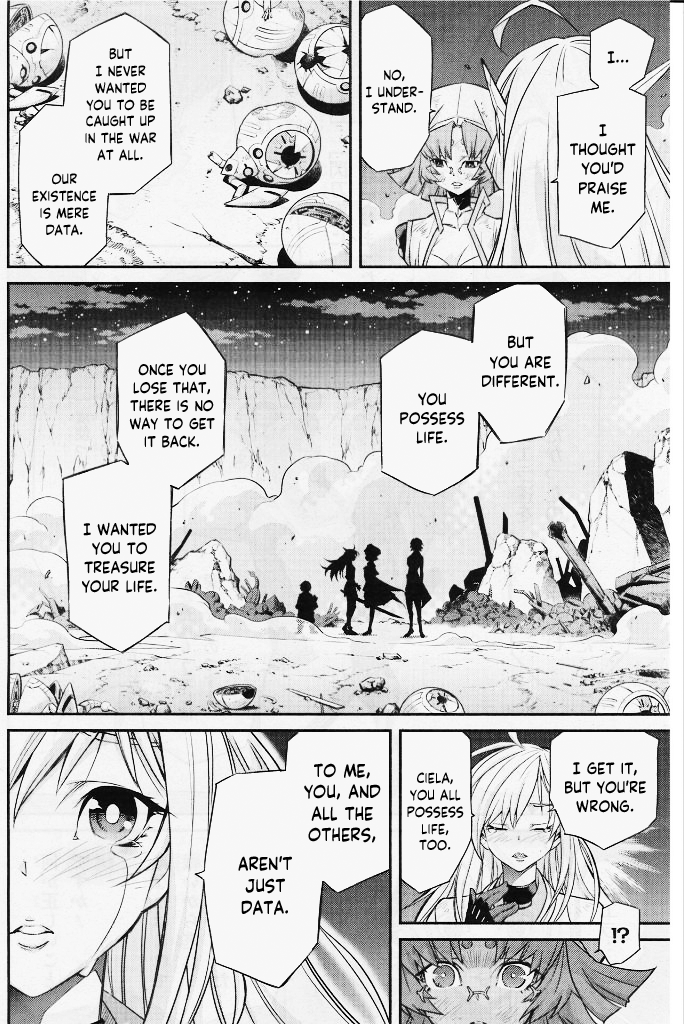 I...
I
THOUGHT
YOU'D
PRAISE
ME.
NO,
I UNDER-
STAND.
BUT
I NEVER
WANTED
YOU TO BE
CAUGHT UP
IN THE WAR
AT ALL.
OUR
EXISTENCE
IS MERE
DATA.
BUT
YOU ARE
DIFFERENT.
YOU
POSSESS
LIFE.
ONCE YOU
LOSE THAT,
THERE IS NO
WAY TO GET
IT BACK.
I WANTED
YOU TO
TREASURE
YOUR LIFE.
I GET IT,
BUT YOU'RE
WRONG.
CIELA,
YOU ALL
POSSESS
LIFE,
TOO.
!?
TO ME,
YOU, AND
ALL THE
OTHERS,
AREN'T
JUST
DATA.